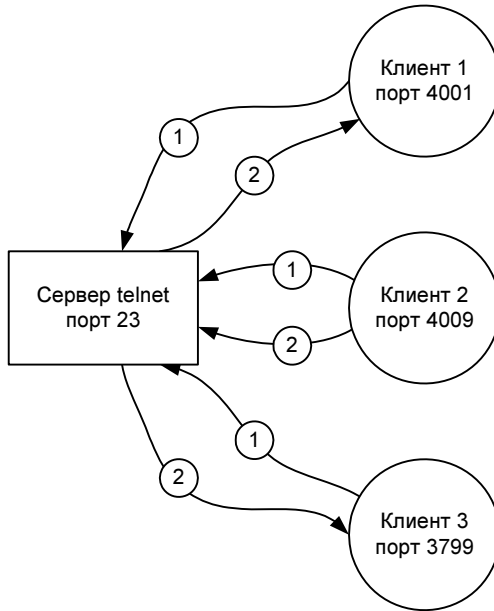 Клиент 1
порт 4001
1
2
Сервер telnet
порт 23
1
2
Клиент 2
порт 4009
1
2
Клиент 3
порт 3799